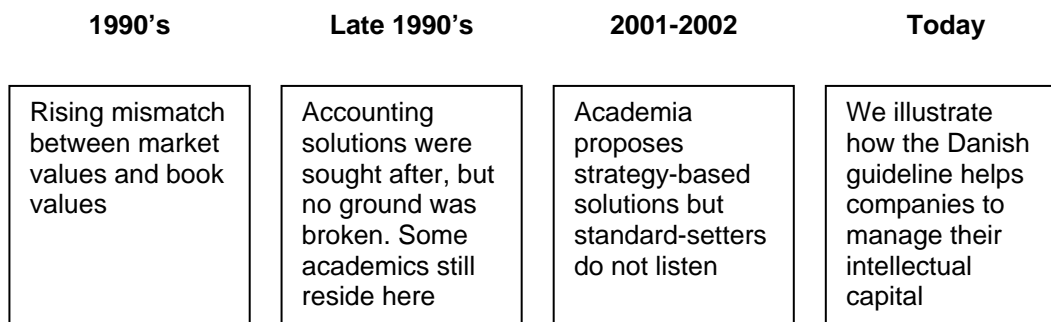 1990's
Late 1990's
2001-2002
Today
Rising mismatch
between market
values and book
values
Accounting
solutions were
sought after, but
no ground was
broken. Some
academics still
reside here
Academia
proposes
strategy-based
solutions but
standard-setters
do not listen
We illustrate
how the Danish
guideline helps
companies to
manage their
intellectual
capital